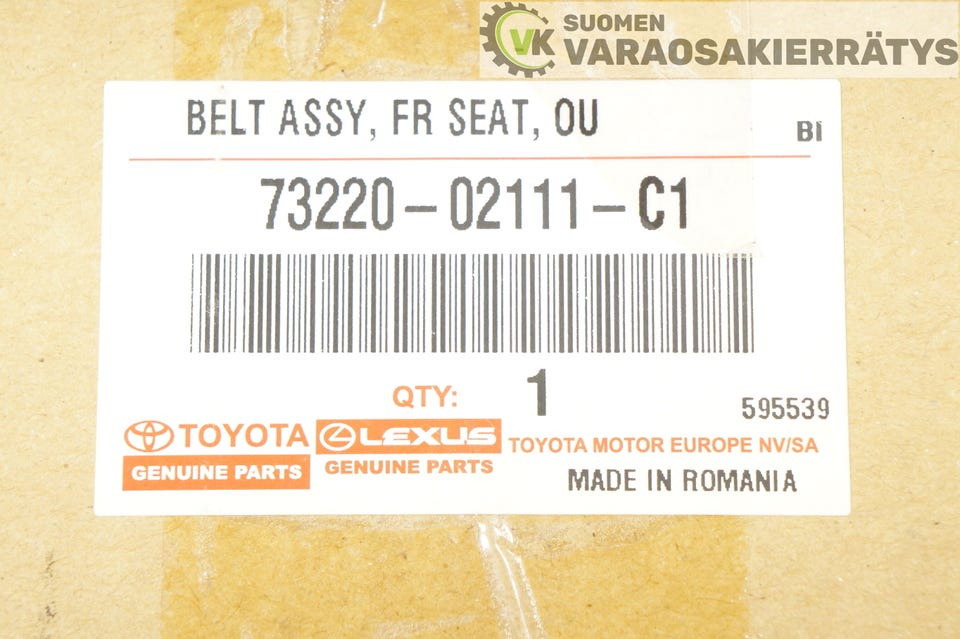 SUOMEN
VK VARAOSAKIERRÄTYS
BELT ASSY, FR SEAT, OU
BI
73220-02111-C1
QTY: 1
595539
TOYOTA
GENUINE PARTS
LEXUS
GENUINE PARTS
TOYOTA MOTOR EUROPE NV/SA
MADE IN ROMANIA